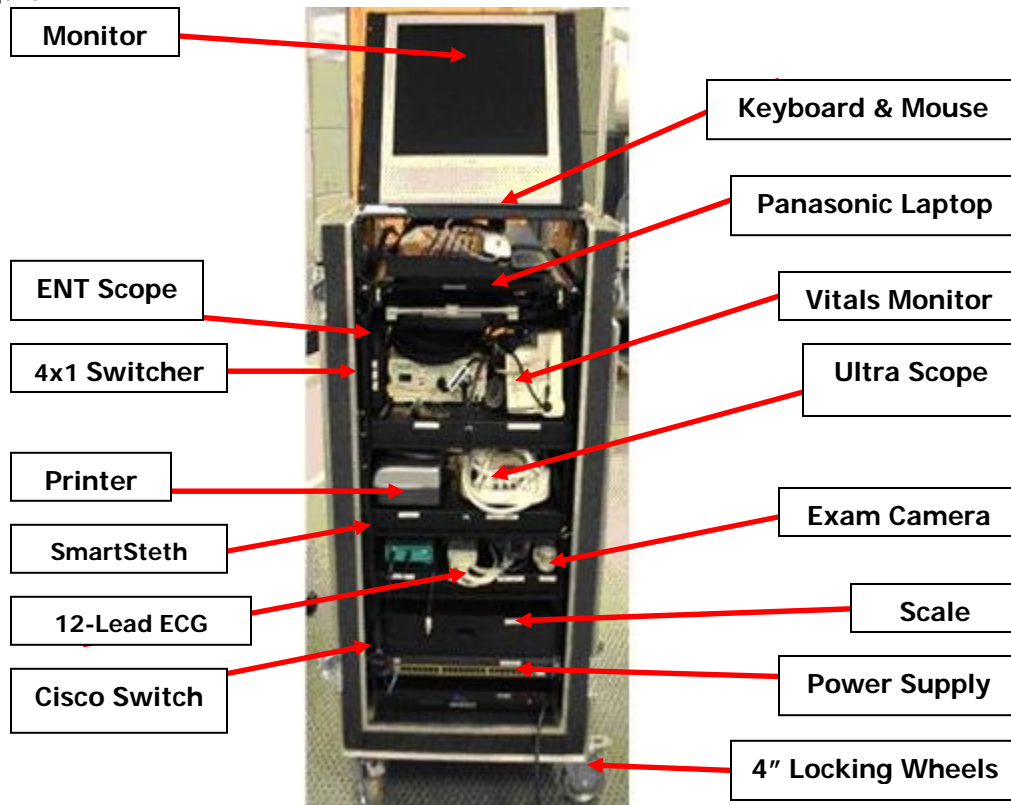 Monitor
Keyboard & Mouse
Panasonic Laptop
ENT Scope
Vitals Monitor
4x1 Switcher
Ultra Scope
Printer
Exam Camera
SmartSteth
12-Lead ECG
Scale
Cisco Switch
Power Supply
4” Locking Wheels